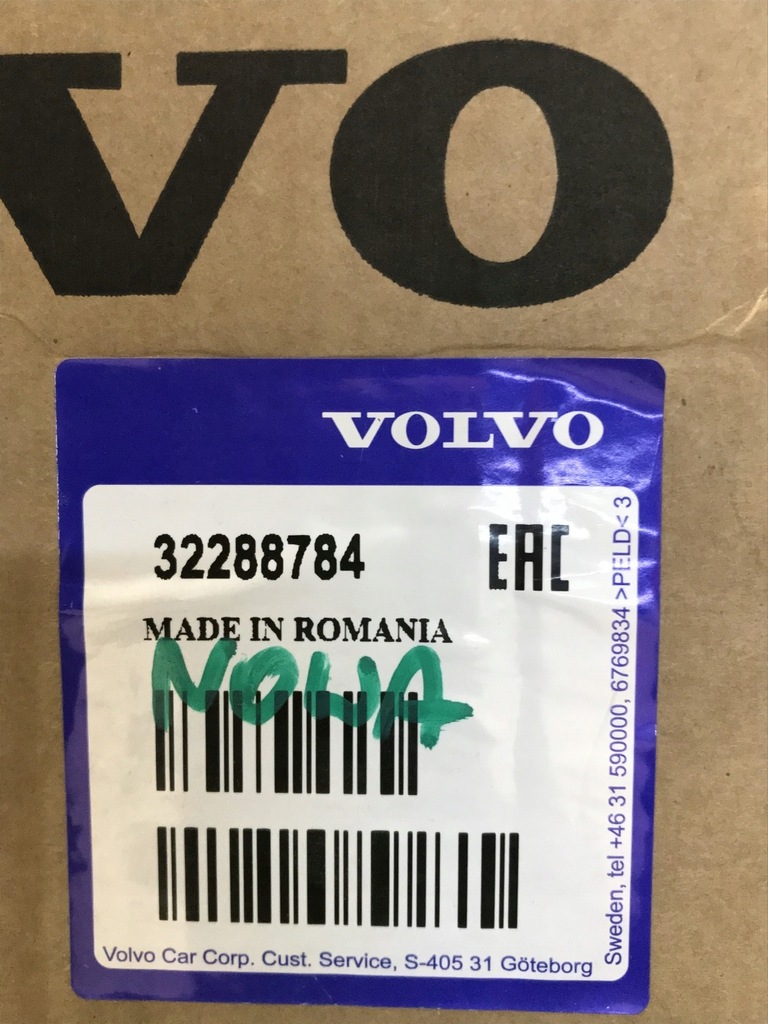 VO
VOLVO
32288784
EAC
MADE IN ROMANIA
NOWA
Volvo Car Corp. Cust. Service, S-405 31 Göteborg
Sweden, tel +46 31 590000, 6769834 >PELD< 3